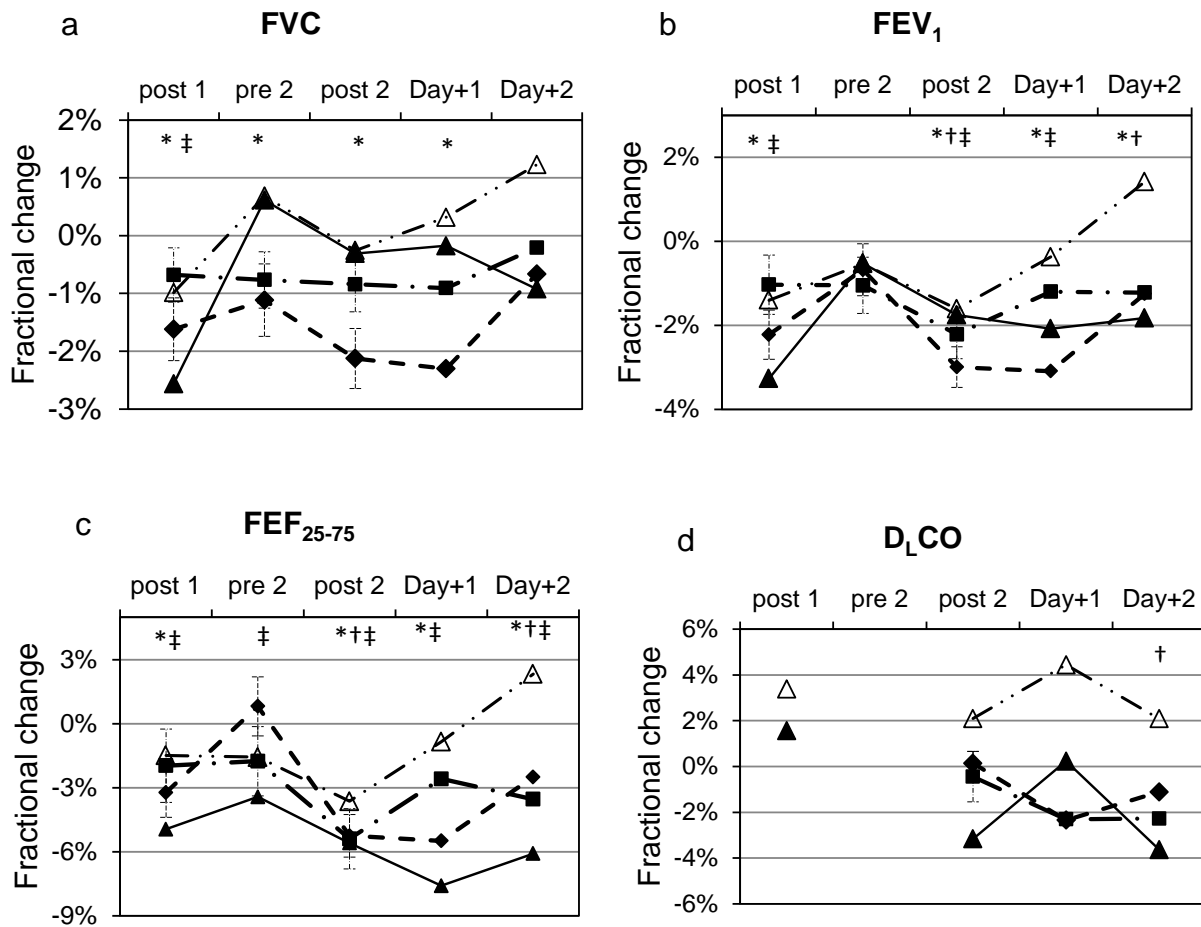 a FVC
post 1 pre 2 post 2 Day+1 Day+2
2%
* ‡ * * *
1%
0%
-1%
-2%
-3%
Fractional change
b FEV1
post 1 pre 2 post 2 Day+1 Day+2
* ‡ *†‡ *‡ *†
2%
0%
-2%
-4%
Fractional change
c FEF25-75
post 1 pre 2 post 2 Day+1 Day+2
*‡ ‡ *†‡ *‡ *†‡
3%
0%
-3%
-6%
-9%
Fractional change
d DLCO
post 1 pre 2 post 2 Day+1 Day+2
6%
†
4%
2%
0%
-2%
-4%
-6%
Fractional change